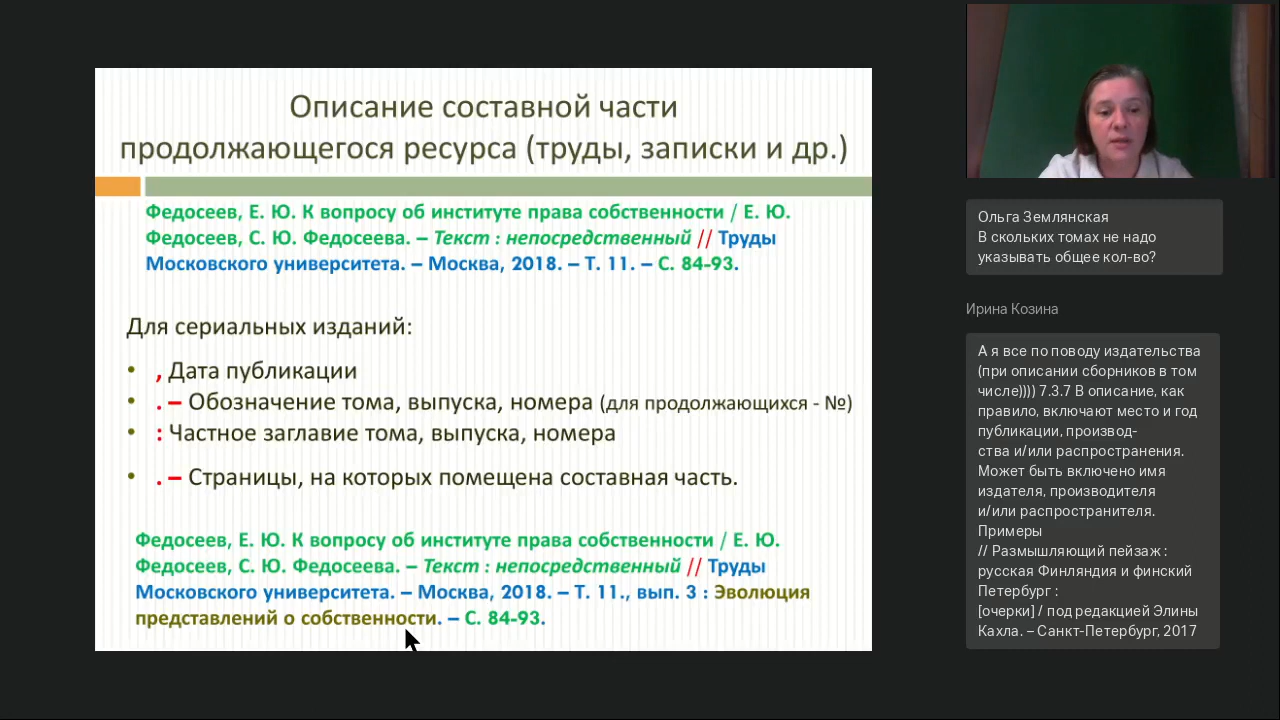 Описание составной части
продолжающегося ресурса (труды, записки и др.)
Федосеев, Е. Ю. К вопросу об институте права собственности / Е. Ю.
Федосеев, С. Ю. Федосеева. – Текст : непосредственный // Труды
Московского университета. – Москва, 2018. – Т. 11. – С. 84-93.
Для сериальных изданий:
• , Дата публикации
• . – Обозначение тома, выпуска, номера (для продолжающихся - №)
• : Частное заглавие тома, выпуска, номера
• . – Страницы, на которых помещена составная часть.
Федосеев, Е. Ю. К вопросу об институте права собственности / Е. Ю.
Федосеев, С. Ю. Федосеева. – Текст : непосредственный // Труды
Московского университета. – Москва, 2018. – Т. 11., вып. 3 : Эволюция
представлений о собственности. – С. 84-93.
Ольга Землянская
В скольких томах не надо
указывать общее кол-во?
Ирина Козина
А я все по поводу издательства
(при описании сборников в том
числе)))) 7.3.7 В описание, как
правило, включают место и год
публикации, производ-
ства и/или распространения.
Может быть включено имя
издателя, производителя
и/или распространителя.
Примеры
// Размышляющий пейзаж :
русская Финляндия и финский
Петербург :
[очерки] / под редакцией Элины
Кахла. – Санкт-Петербург, 2017